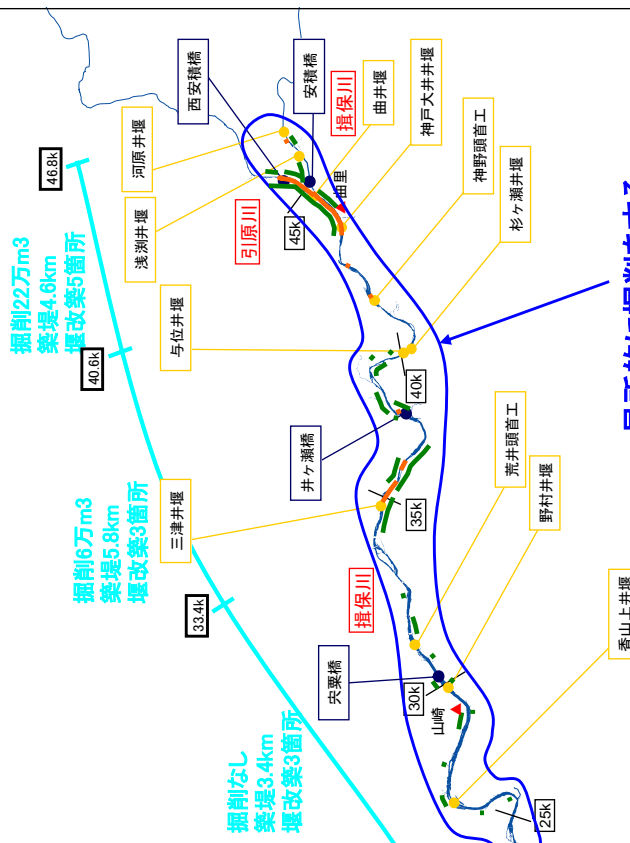 西安積橋
安積橋
揖保川
曲井堰
神戸大井井堰
神野頭首工
杉ヶ瀬井堰
河原井堰
浅渕井堰
引原川
45k
曲里
46.8k
掘削22万m3
築堤4.6km
堰改築5箇所
40.6k
与位井堰
40k
井ヶ瀬橋
荒井頭首工
野村井堰
掘削6万m3
築堤5.8km
堰改築3箇所
三津井堰
35k
33.4k
揖保川
宍粟橋
30k
山崎
香山上井堰
掘削なし
築堤3.4km
堰改築3箇所
25k